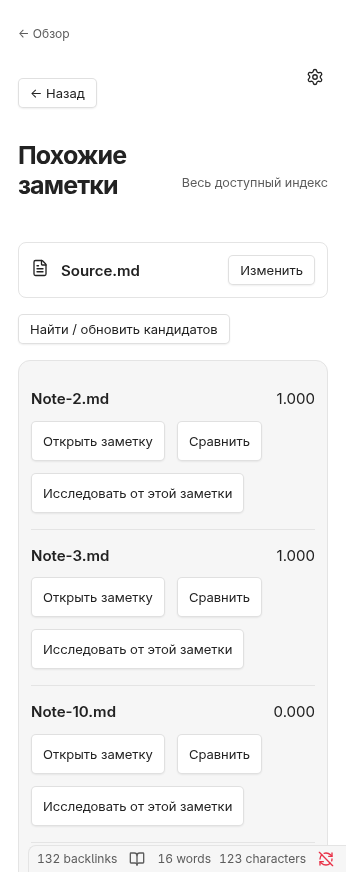 ← Обзор
← Назад
Похожие
заметки
Весь доступный индекс
Source.md
Изменить
Найти / обновить кандидатов
Note-2.md 1.000
Открыть заметку Сравнить
Исследовать от этой заметки
Note-3.md 1.000
Открыть заметку Сравнить
Исследовать от этой заметки
Note-10.md 0.000
Открыть заметку Сравнить
Исследовать от этой заметки
132 backlinks 16 words 123 characters